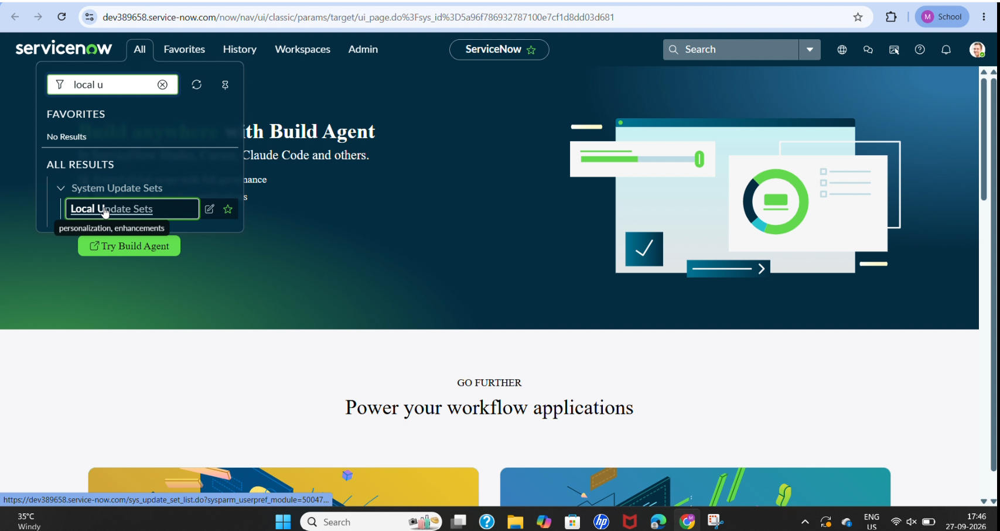 dev389658.service-now.com/now/nav/ui/classic/params/target/ui_page.do%3Fsys_id%3D5a96f786932787100e7cf1d8dd03d681
M School
servicenow All Favorites History Workspaces Admin ServiceNow Search
local u
FAVORITES
No Results
ith Build Agent
Claude Code and others.
nance
s
ALL RESULTS
System Update Sets
Local Update Sets
personalization, enhancements
Try Build Agent
GO FURTHER
Power your workflow applications
https://dev389658.service-now.com/sys_update_set_list.do?sysparm_userpref_module=50047...
35°C
Windy
Search
ENG
US
17:46
27-09-2026